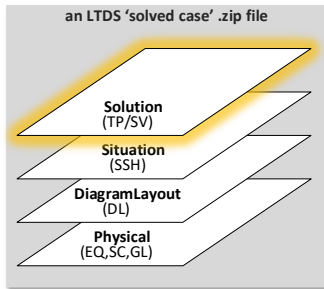 an LTDS ‘solved case’ .zip file
Solution
(TP/SV)
Situation
(SSH)
DiagramLayout
(DL)
Physical
(EQ,SC,GL)